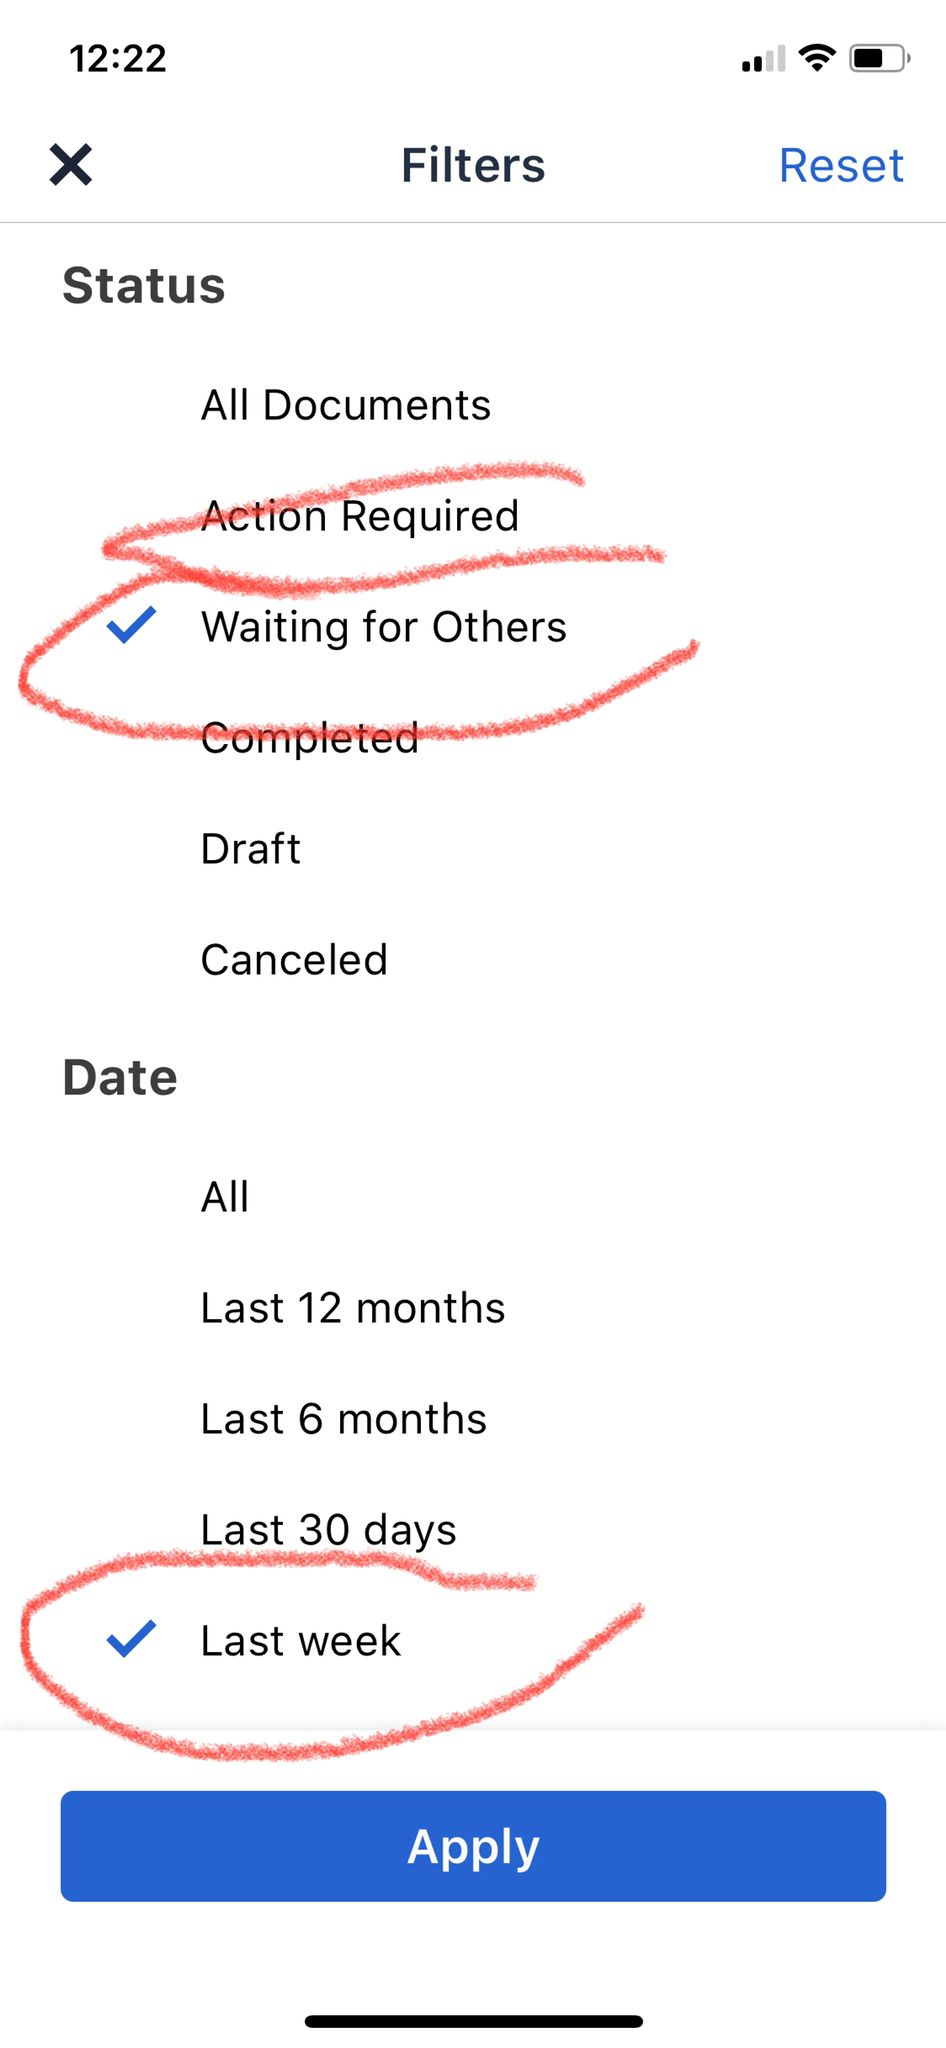 12:22
Filters
Reset
Status
All Documents
Action Required
Waiting for Others
Completed
Draft
Canceled
Date
All
Last 12 months
Last 6 months
Last 30 days
Last week
Apply